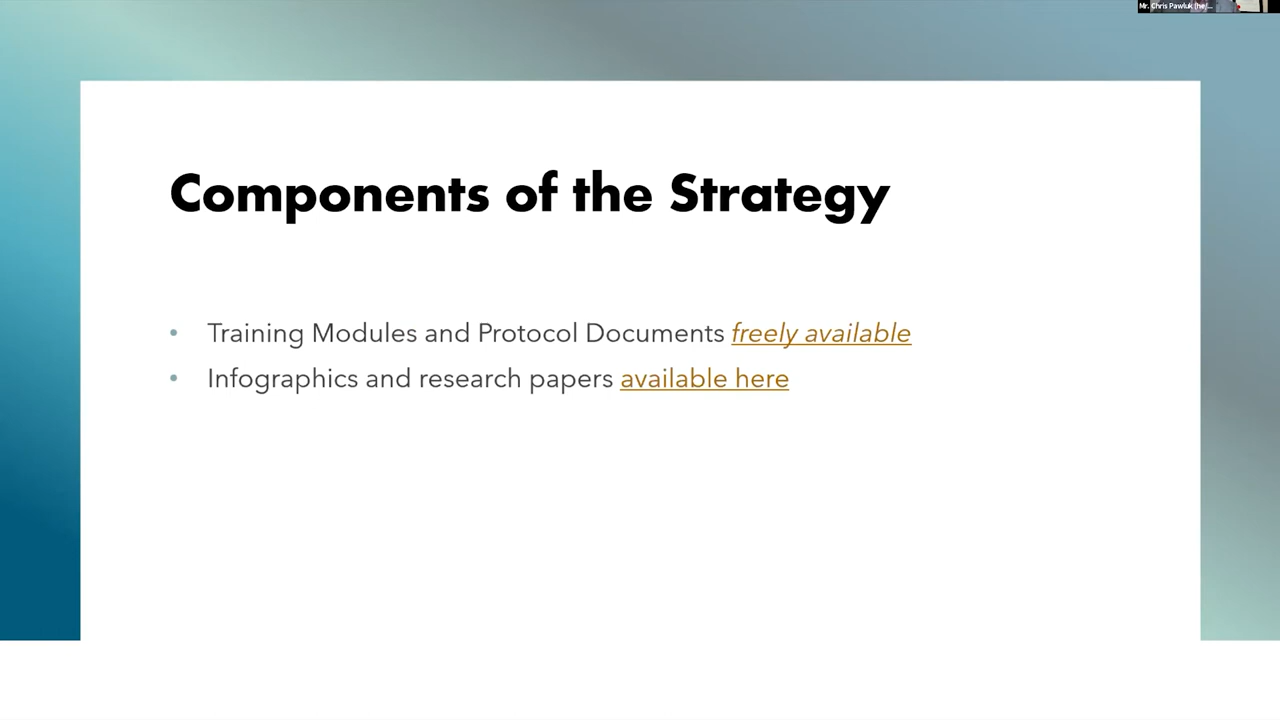 Mr. Chris Pawluk (he/...
Components of the Strategy
• Training Modules and Protocol Documents freely available
• Infographics and research papers available here